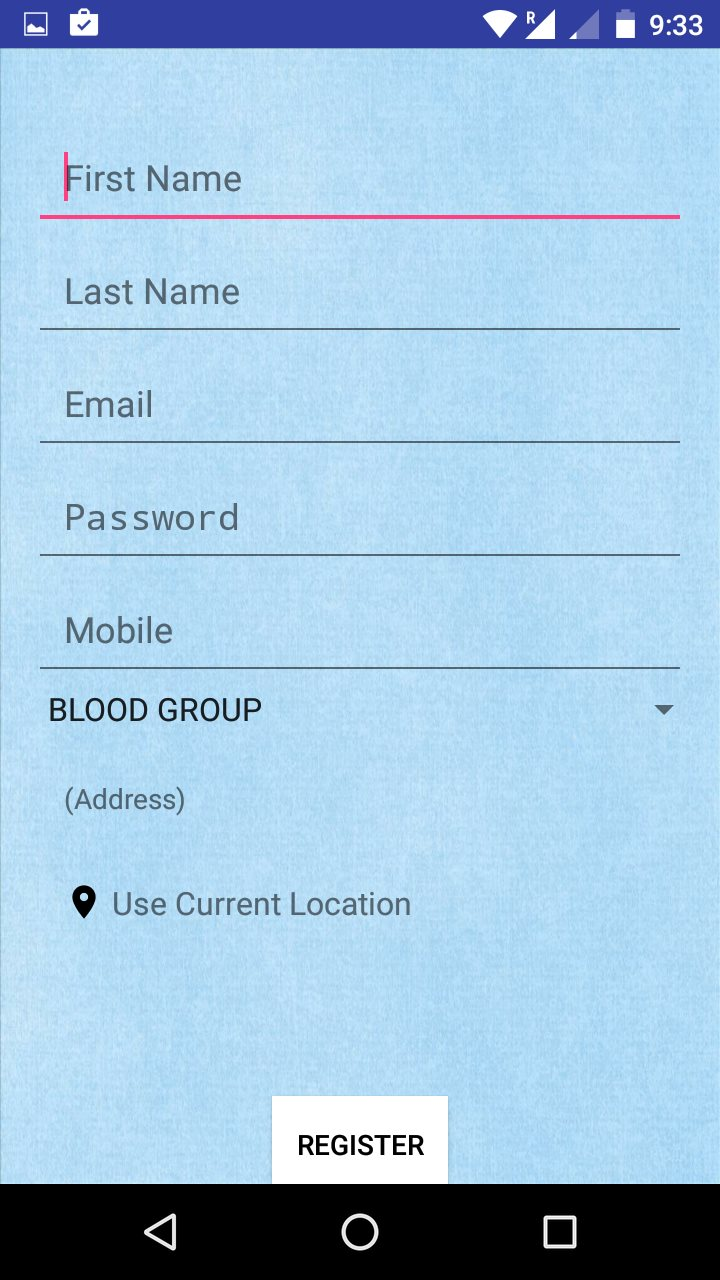 R 9:33
First Name
Last Name
Email
Password
Mobile
BLOOD GROUP
(Address)
Use Current Location
REGISTER